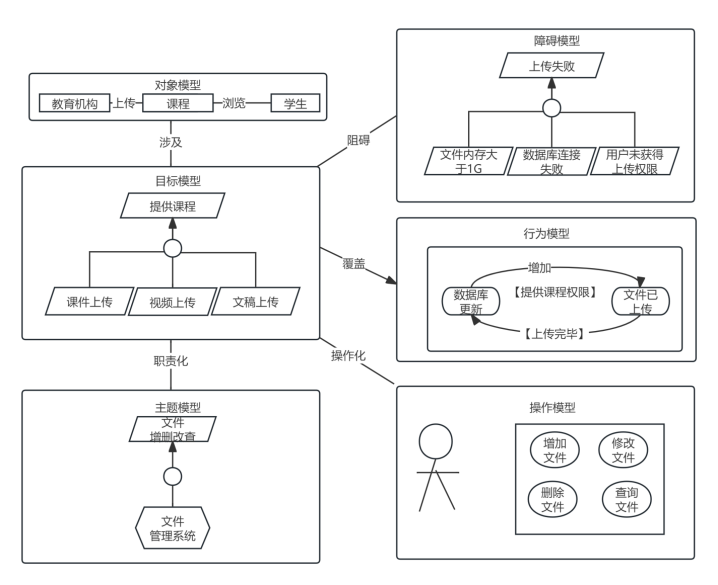 对象模型
教育机构
上传
课程
浏览
学生
涉及
阻碍
障碍模型
上传失败
文件内存大
于1G
数据库连接
失败
用户未获得
上传权限
目标模型
提供课程
课件上传
视频上传
文稿上传
覆盖
行为模型
增加
数据库
更新
【提供课程权限】
文件已
上传
【上传完毕】
职责化
操作化
主题模型
文件
增删改查
文件
管理系统
操作模型
增加
文件
修改
文件
删除
文件
查询
文件